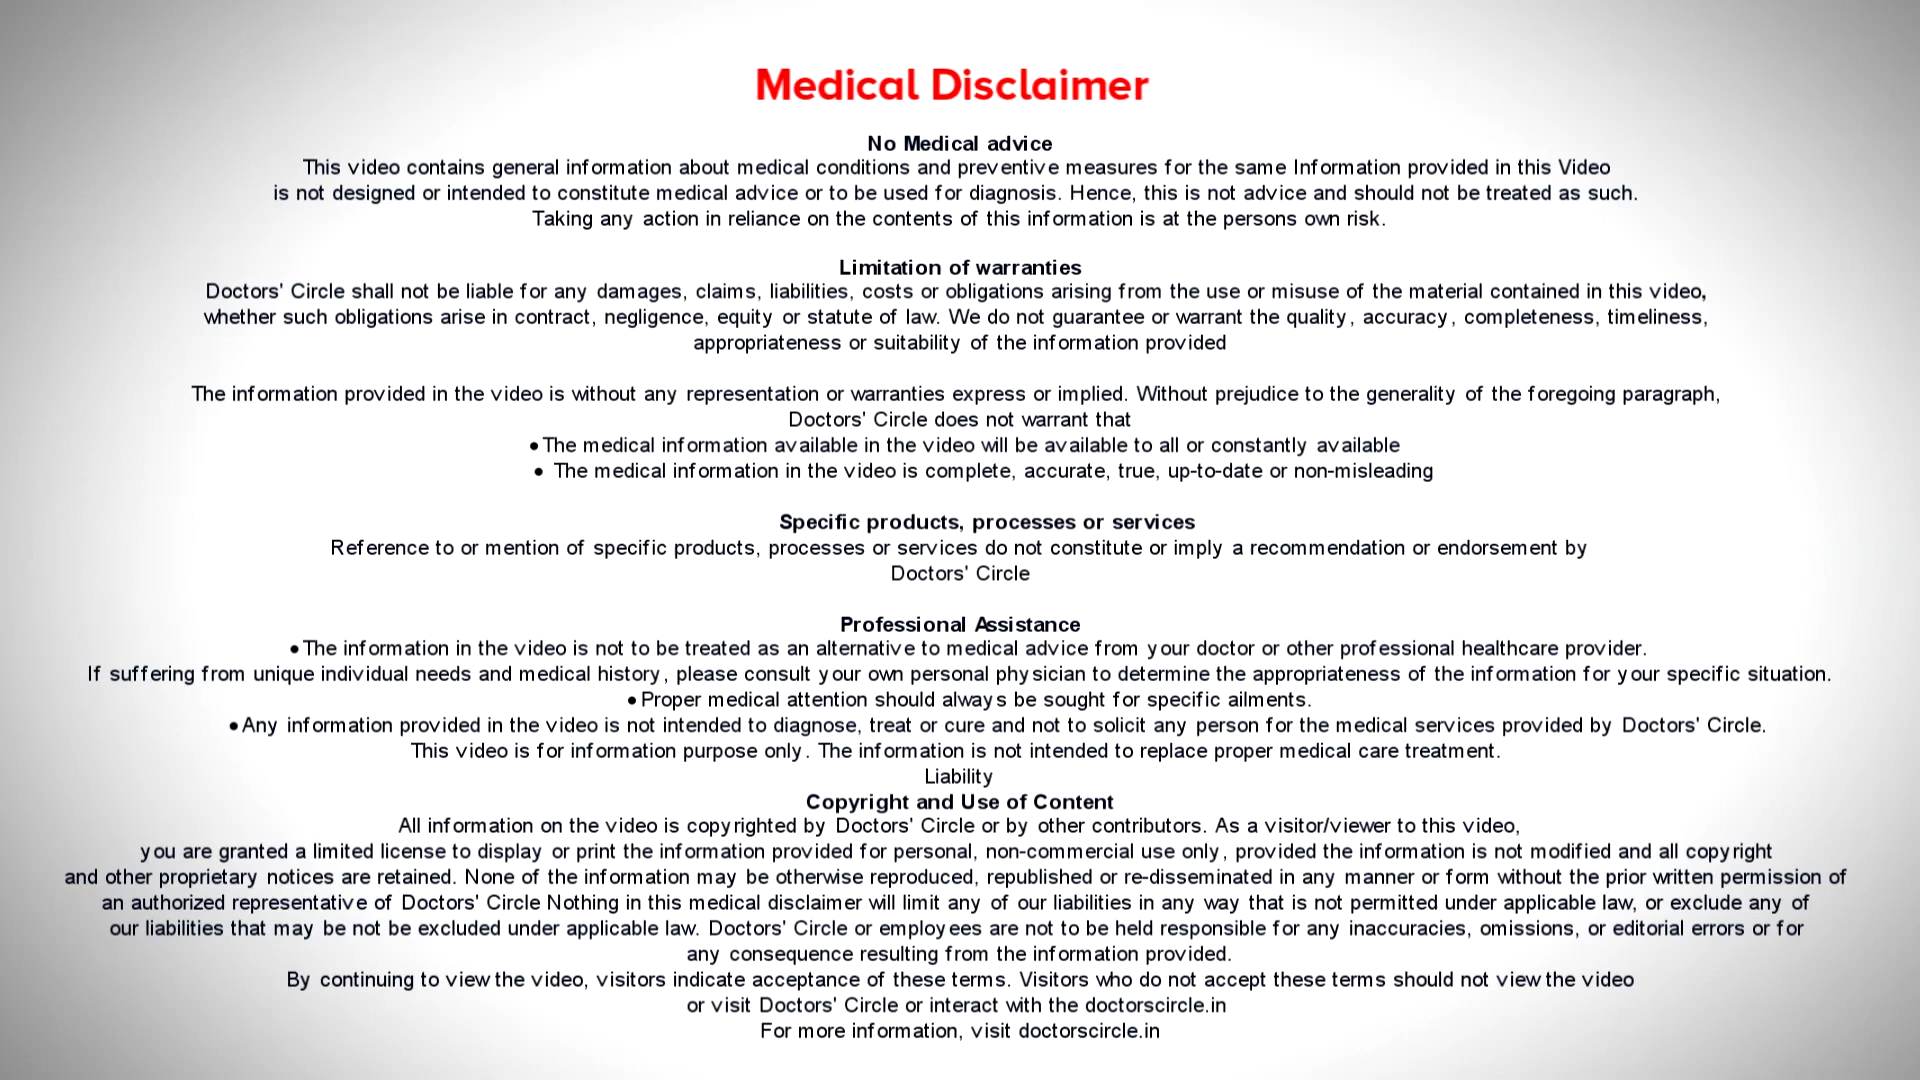 Medical Disclaimer
No Medical advice
This video contains general information about medical conditions and preventive measures for the same Information provided in this Video
is not designed or intended to constitute medical advice or to be used for diagnosis. Hence, this is not advice and should not be treated as such.
Taking any action in reliance on the contents of this information is at the persons own risk.
Limitation of warranties
Doctors' Circle shall not be liable for any damages, claims, liabilities, costs or obligations arising from the use or misuse of the material contained in this video,
whether such obligations arise in contract, negligence, equity or statute of law. We do not guarantee or warrant the quality, accuracy, completeness, timeliness,
appropriateness or suitability of the information provided
The information provided in the video is without any representation or warranties express or implied. Without prejudice to the generality of the foregoing paragraph,
Doctors' Circle does not warrant that
•The medical information available in the video will be available to all or constantly available
• The medical information in the video is complete, accurate, true, up-to-date or non-misleading
Specific products, processes or services
Reference to or mention of specific products, processes or services do not constitute or imply a recommendation or endorsement by
Doctors' Circle
Professional Assistance
•The information in the video is not to be treated as an alternative to medical advice from your doctor or other professional healthcare provider.
If suffering from unique individual needs and medical history, please consult your own personal physician to determine the appropriateness of the information for your specific situation.
•Proper medical attention should always be sought for specific ailments.
•Any information provided in the video is not intended to diagnose, treat or cure and not to solicit any person for the medical services provided by Doctors' Circle.
This video is for information purpose only. The information is not intended to replace proper medical care treatment.
Liability
Copyright and Use of Content
All information on the video is copyrighted by Doctors' Circle or by other contributors. As a visitor/viewer to this video,
you are granted a limited license to display or print the information provided for personal, non-commercial use only, provided the information is not modified and all copyright
and other proprietary notices are retained. None of the information may be otherwise reproduced, republished or re-disseminated in any manner or form without the prior written permission of
an authorized representative of Doctors' Circle Nothing in this medical disclaimer will limit any of our liabilities in any way that is not permitted under applicable law, or exclude any of
our liabilities that may be not be excluded under applicable law. Doctors' Circle or employees are not to be held responsible for any inaccuracies, omissions, or editorial errors or for
any consequence resulting from the information provided.
By continuing to view the video, visitors indicate acceptance of these terms. Visitors who do not accept these terms should not view the video
or visit Doctors' Circle or interact with the doctorscircle.in
For more information, visit doctorscircle.in